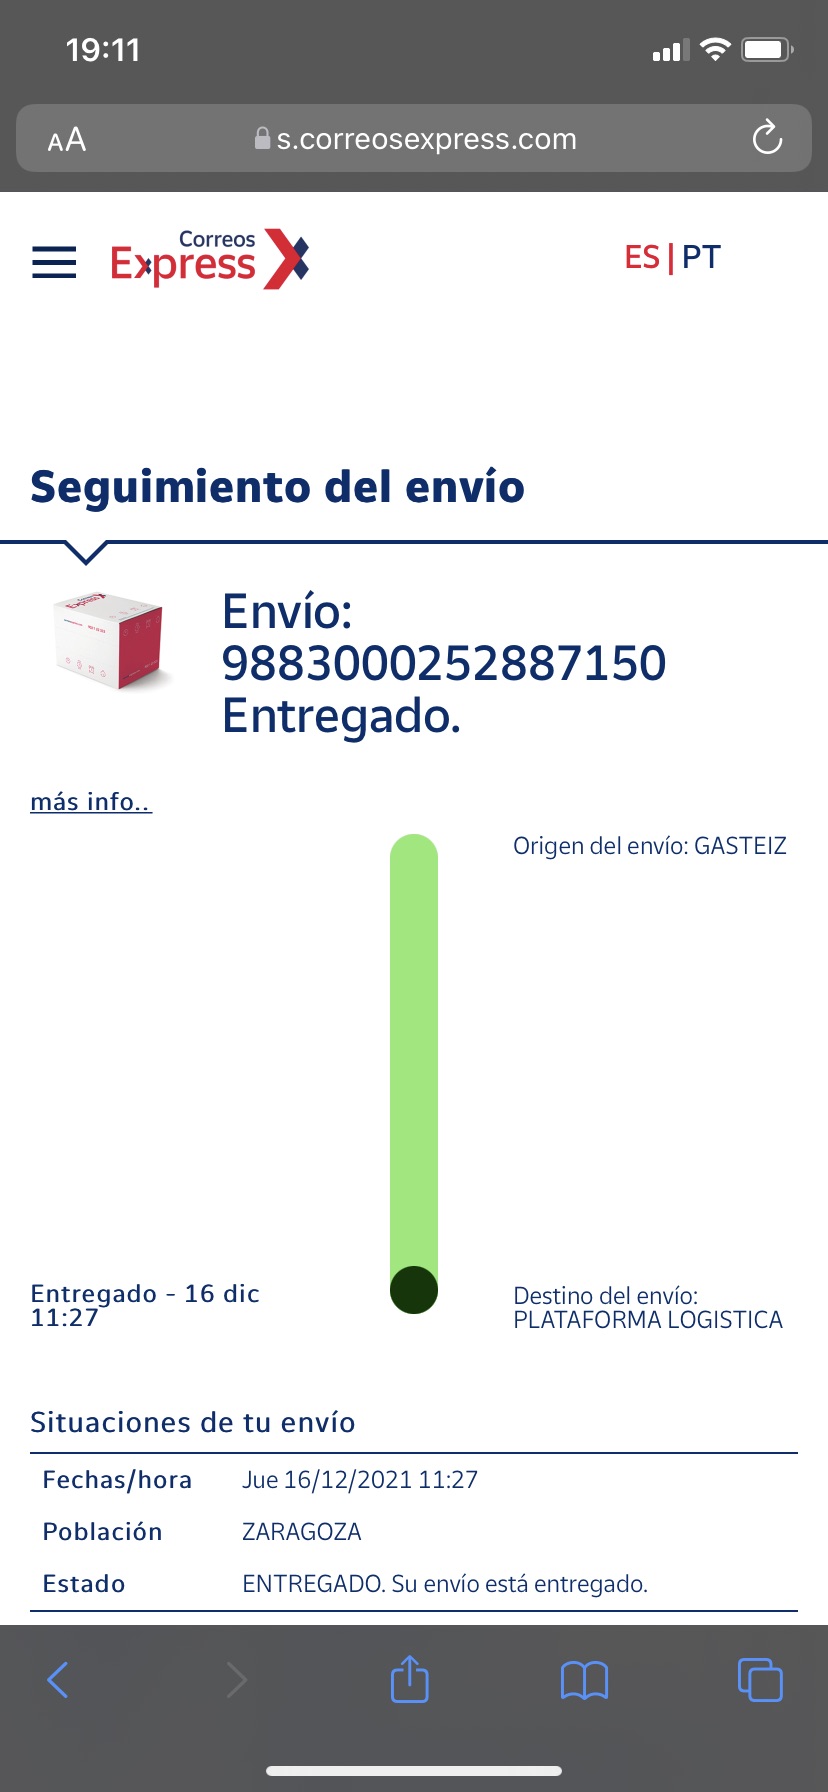 19:11
AA
s.correosexpress.com
Correos
Express
ES | PT
Seguimiento del envío
Envío:
9883000252887150
Entregado.
más info..
Origen del envío: GASTEIZ
Entregado - 16 dic
11:27
Destino del envío:
PLATAFORMA LOGISTICA
Situaciones de tu envío
Fechas/hora Jue 16/12/2021 11:27
Población ZARAGOZA
Estado ENTREGADO. Su envío está entregado.